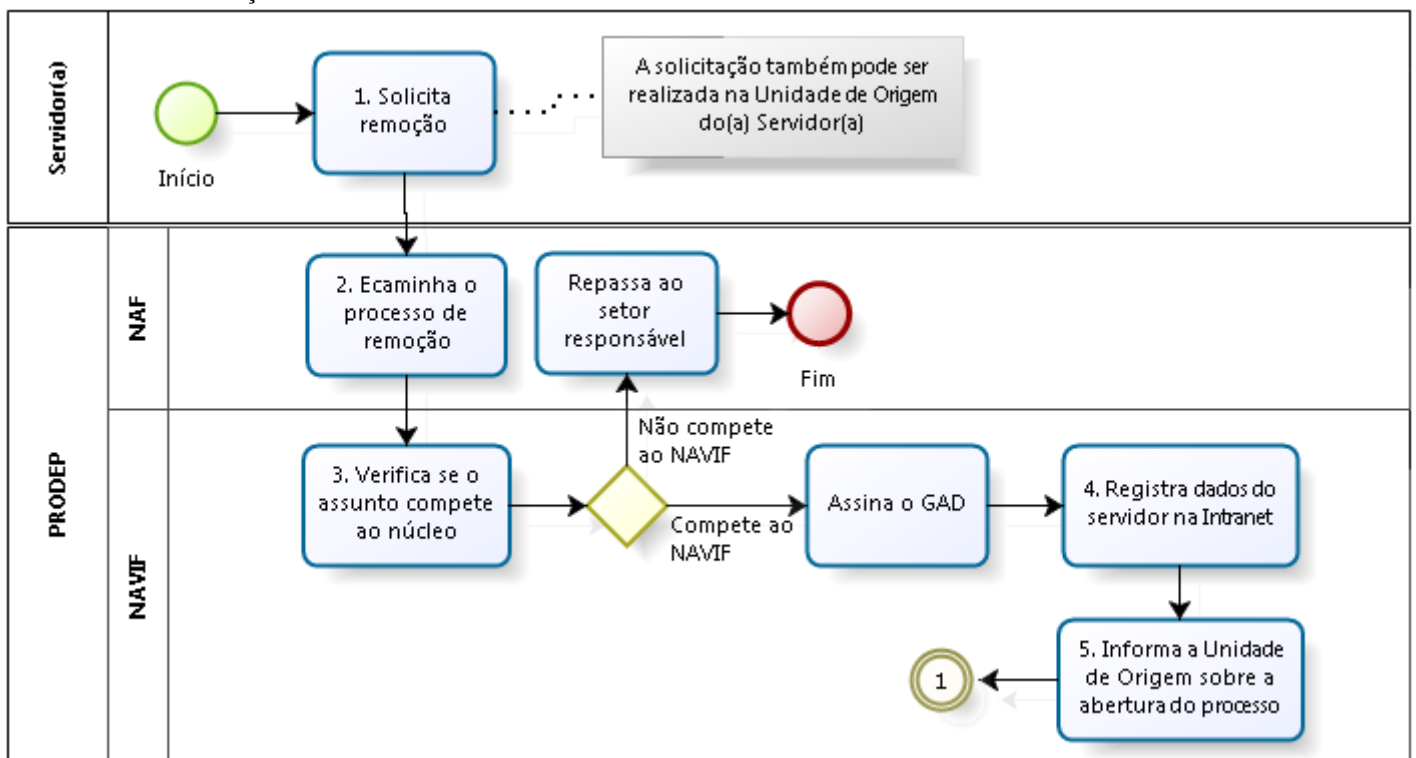 Servidor(a)
Início
1. Solicita
remoção
A solicitação também pode ser
realizada na Unidade de Origem
do(a) Servidor(a)
PRODEP
NAF
2. Ecaminha o
processo de
remoção
Repassa ao
setor
responsável
Fim
NAVIF
3. Verifica se o
assunto compete
ao núcleo
Não compete
ao NAVIF
Compete ao
NAVIF
Assina o GAD
4. Registra dados do
servidor na Intranet
5. Informa a Unidade
de Origem sobre a
abertura do processo
1